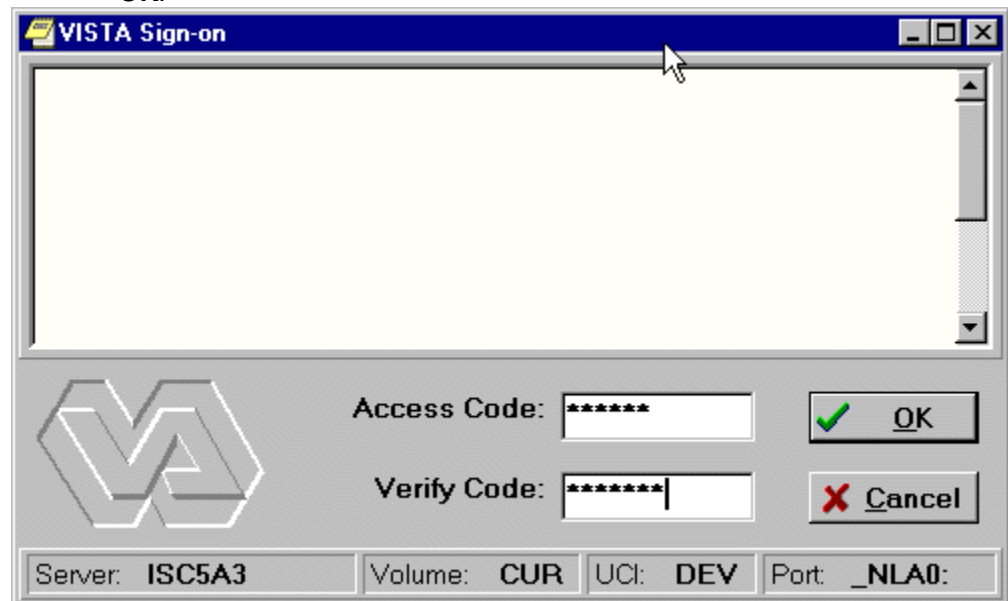 VISTA Sign-on
Access Code: ******
OK
Verify Code: *******
Cancel
Server: ISC5A3 Volume: CUR UCI: DEV Port: _NLA0: